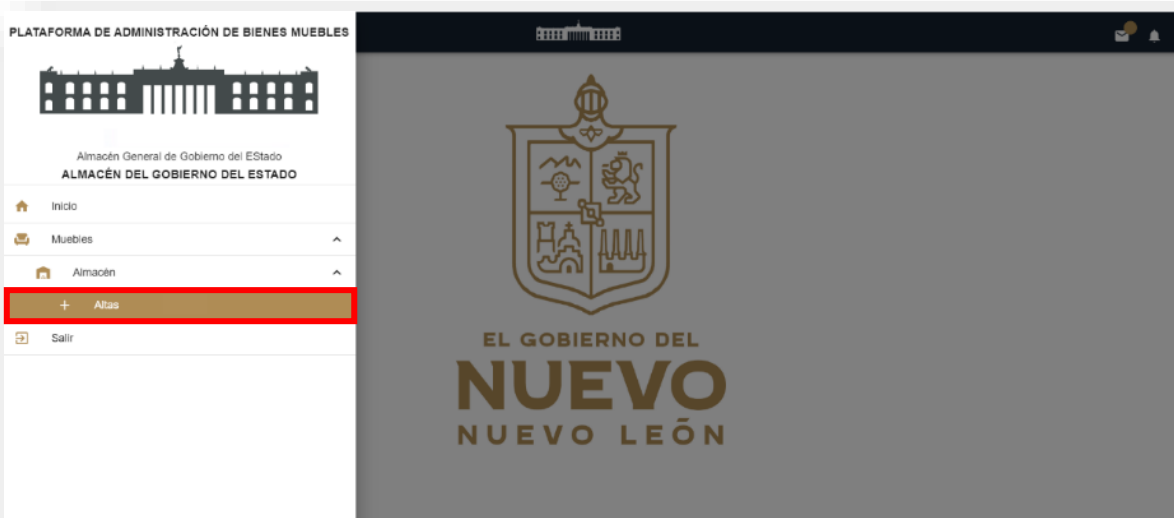 PLATAFORMA DE ADMINISTRACIÓN DE BIENES MUEBLES
Almacén General de Gobierno del EStado
ALMACÉN DEL GOBIERNO DEL ESTADO
Inicio
Muebles
Almacén
Altas
Salir
EL GOBIERNO DEL
NUEVO
NUEVO LEÓN